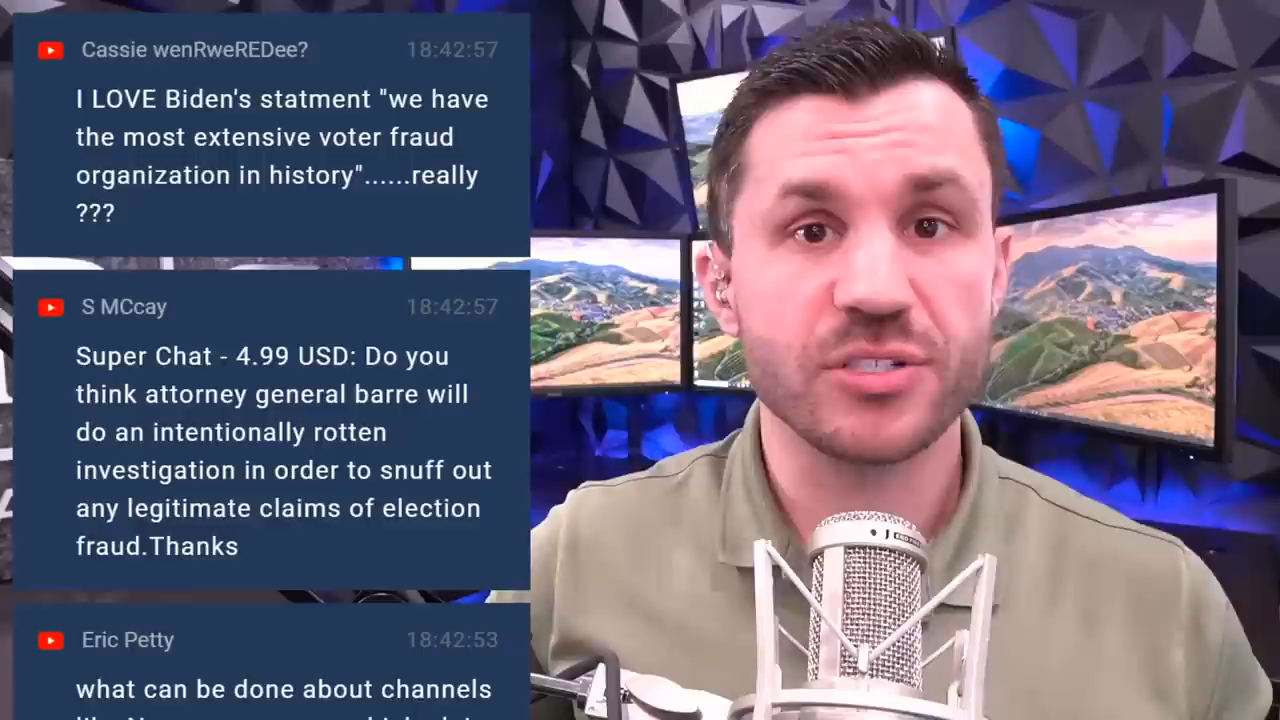 Cassie wenRweREDee? 18:42:57
I LOVE Biden's statment "we have
the most extensive voter fraud
organization in history"......really
???
S MCcay 18:42:57
Super Chat - 4.99 USD: Do you
think attorney general barre will
do an intentionally rotten
investigation in order to snuff out
any legitimate claims of election
fraud.Thanks
Eric Petty 18:42:53
what can be done about channels